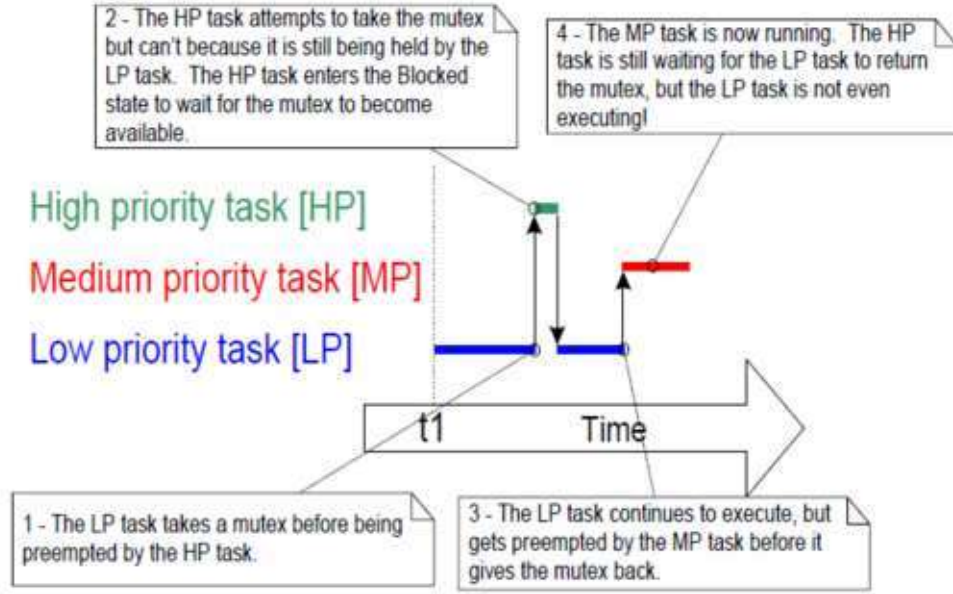 2 - The HP task attempts to take the mutex
but can't because it is still being held by the
LP task. The HP task enters the Blocked
state to wait for the mutex to become
available.
4 - The MP task is now running. The HP
task is still waiting for the LP task to return
the mutex, but the LP task is not even
executing!
High priority task [HP]
Medium priority task [MP]
Low priority task [LP]
t1
Time
1 - The LP task takes a mutex before being
preempted by the HP task.
3 - The LP task continues to execute, but
gets preempted by the MP task before it
gives the mutex back.